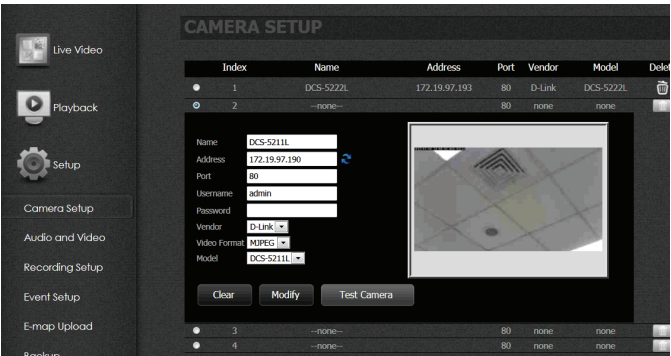 CAMERA SETUP
Live Video
Playback
Setup
Camera Setup
Audio and Video
Recording Setup
Event Setup
E-map Upload
Backup
Index Name Address Port Vendor Model Delet
1 DCS-5222L 172.19.97.193 80 D-Link DCS-5222L
2 --none-- 80 none none
Name DCS-5211L
Address 172.19.97.190
Port 80
Username admin
Password
Vendor D-Link
Video Format MJPEG
Model DCS-5211L
Clear Modify Test Camera
3 --none-- 80 none none
4 --none-- 80 none none